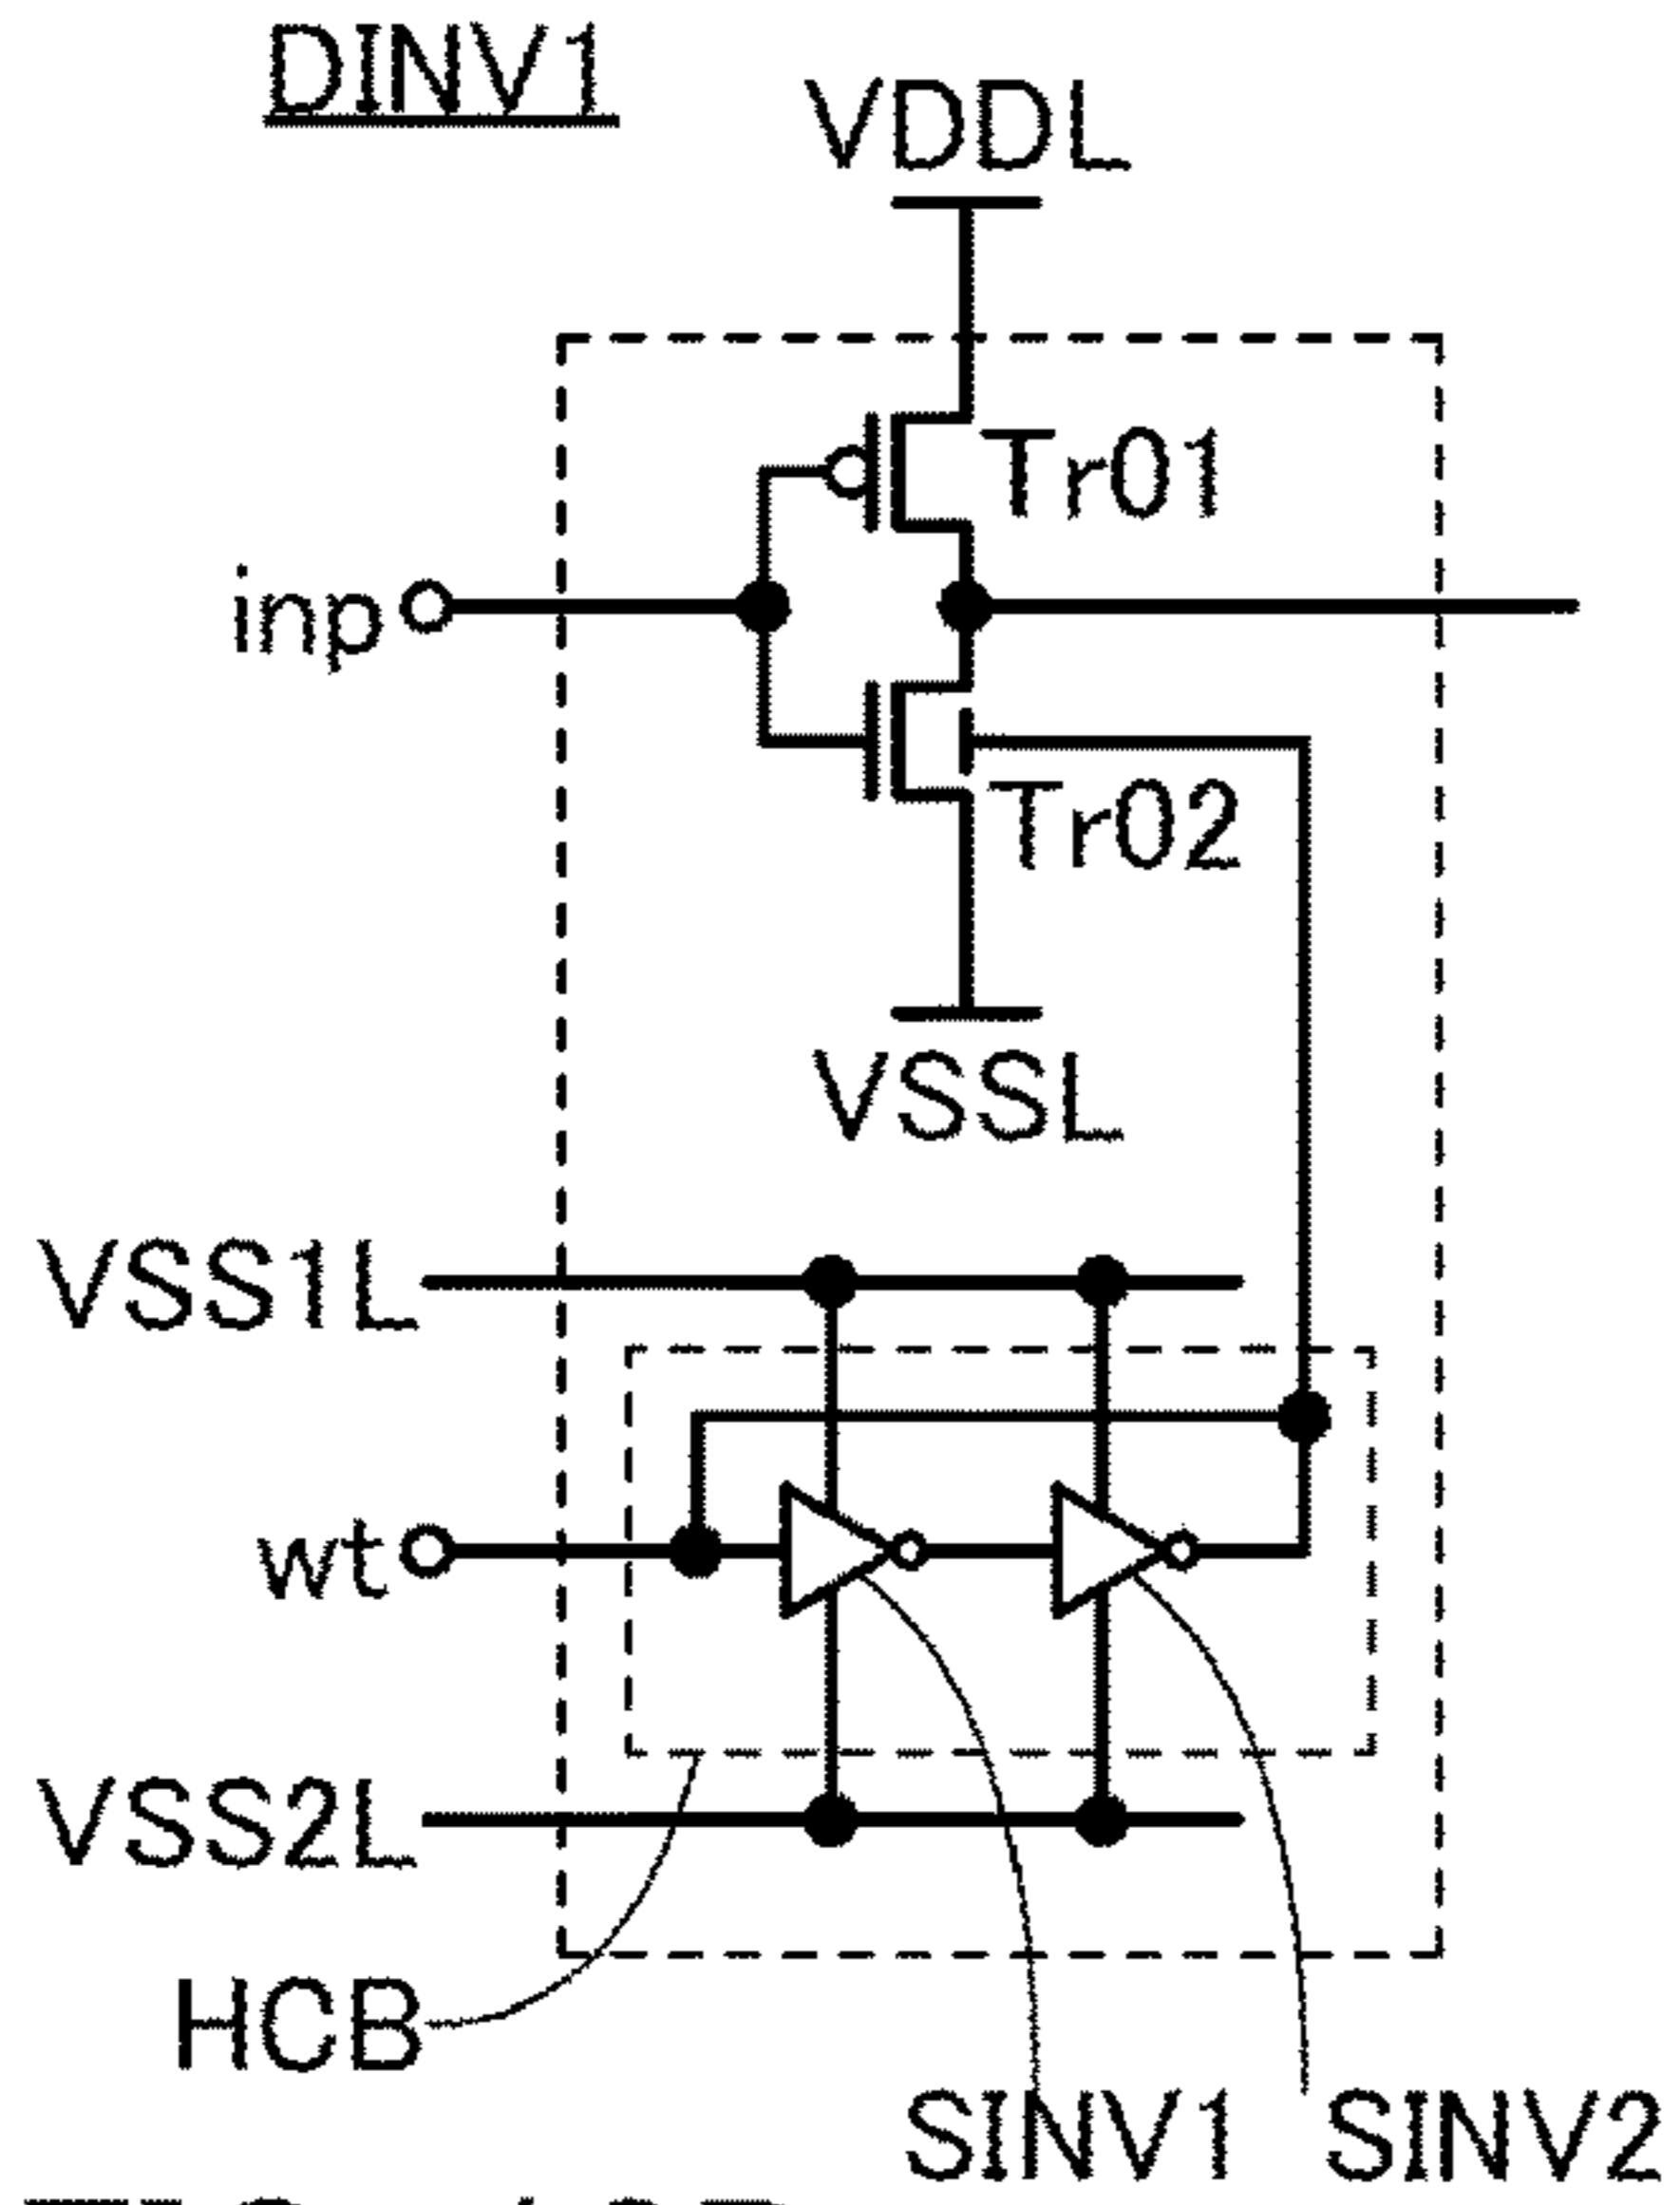 DINV1
VDDL
Tr01
inp
Tr02
VSSL
VSS1L
wt
VSS2L
HCB
SINV1 SINV2